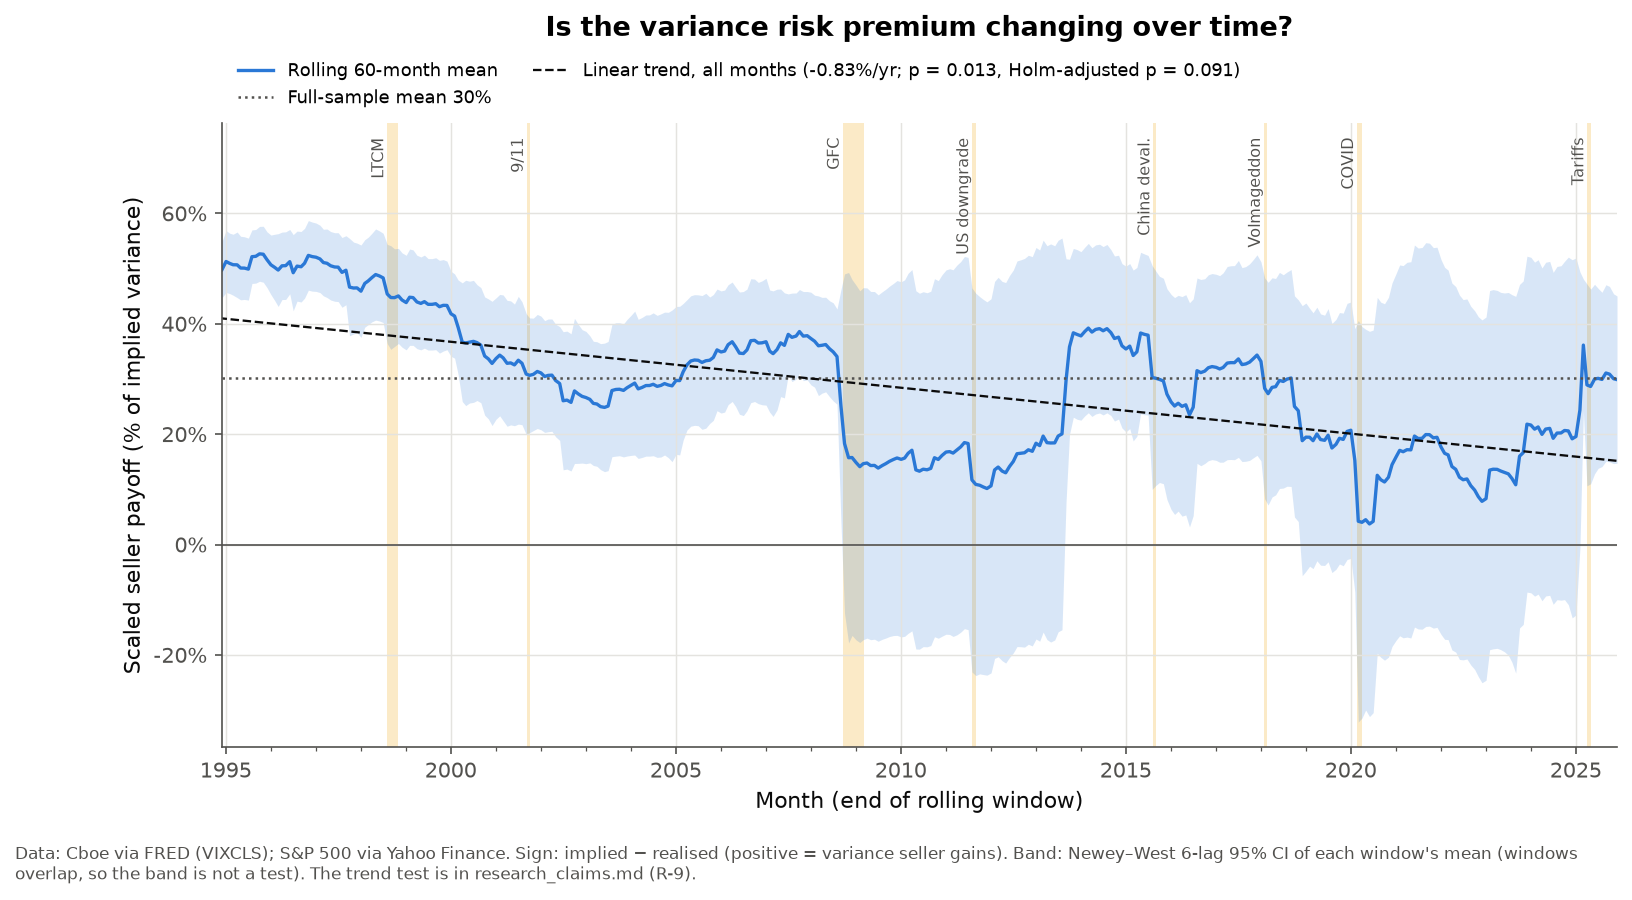 Is the variance risk premium changing over time?
Rolling 60-month mean
Linear trend, all months (-0.83%/yr; p = 0.013, Holm-adjusted p = 0.091)
Full-sample mean 30%
LTCM
9/11
GFC
US downgrade
China deval.
Volmageddon
COVID
Tariffs
Scaled seller payoff (% of implied variance)
60%
40%
20%
0%
-20%
1995
2000
2005
2010
2015
2020
2025
Month (end of rolling window)
Data: Cboe via FRED (VIXCLS); S&P 500 via Yahoo Finance. Sign: implied − realised (positive = variance seller gains). Band: Newey–West 6-lag 95% CI of each window's mean (windows
overlap, so the band is not a test). The trend test is in research_claims.md (R-9).